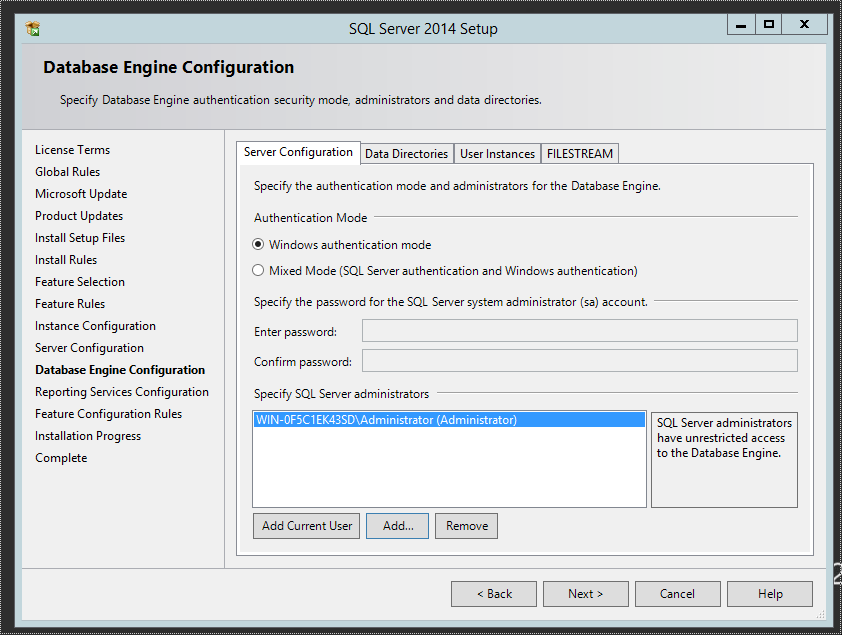 SQL Server 2014 Setup
Database Engine Configuration
Specify Database Engine authentication security mode, administrators and data directories.
License Terms
Global Rules
Microsoft Update
Product Updates
Install Setup Files
Install Rules
Feature Selection
Feature Rules
Instance Configuration
Server Configuration
Database Engine Configuration
Reporting Services Configuration
Feature Configuration Rules
Installation Progress
Complete
Server Configuration Data Directories User Instances FILESTREAM
Specify the authentication mode and administrators for the Database Engine.
Authentication Mode
Windows authentication mode
Mixed Mode (SQL Server authentication and Windows authentication)
Specify the password for the SQL Server system administrator (sa) account.
Enter password:
Confirm password:
Specify SQL Server administrators
WIN-0F5C1EK43SD\Administrator (Administrator)
SQL Server administrators
have unrestricted access
to the Database Engine.
Add Current User Add... Remove
< Back Next > Cancel Help